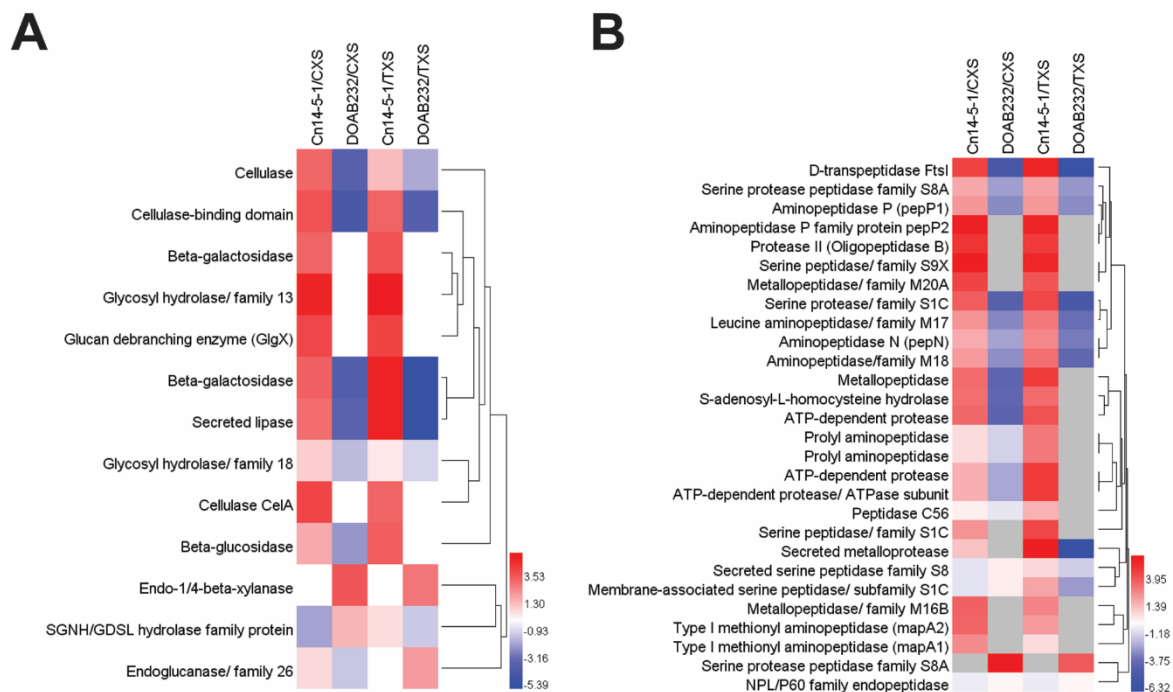 A
Cn14-5-1/CXS
DOAB232/CXS
Cn14-5-1/TXS
DOAB232/TXS
Cellulase
Cellulase-binding domain
Beta-galactosidase
Glycosyl hydrolase/ family 13
Glucan debranching enzyme (GlgX)
Beta-galactosidase
Secreted lipase
Glycosyl hydrolase/ family 18
Cellulase CelA
Beta-glucosidase
Endo-1/4-beta-xylanase
SGNH/GDSL hydrolase family protein
Endoglucanase/ family 26
3.53
1.30
-0.93
-3.16
-5.39
B
Cn14-5-1/CXS
DOAB232/CXS
Cn14-5-1/TXS
DOAB232/TXS
D-transpeptidase FtsI
Serine protease peptidase family S8A
Aminopeptidase P (pepP1)
Aminopeptidase P family protein pepP2
Protease II (Oligopeptidase B)
Serine peptidase/ family S9X
Metallopeptidase/ family M20A
Serine protease/ family S1C
Leucine aminopeptidase/ family M17
Aminopeptidase N (pepN)
Aminopeptidase/family M18
Metallopeptidase
S-adenosyl-L-homocysteine hydrolase
ATP-dependent protease
Prolyl aminopeptidase
Prolyl aminopeptidase
ATP-dependent protease
ATP-dependent protease/ ATPase subunit
Peptidase C56
Serine peptidase/ family S1C
Secreted metalloprotease
Secreted serine peptidase family S8
Membrane-associated serine peptidase/ subfamily S1C
Metallopeptidase/ family M16B
Type I methionyl aminopeptidase (mapA2)
Type I methionyl aminopeptidase (mapA1)
Serine protease peptidase family S8A
NPL/P60 family endopeptidase
3.95
1.39
-1.18
-3.75
-6.32